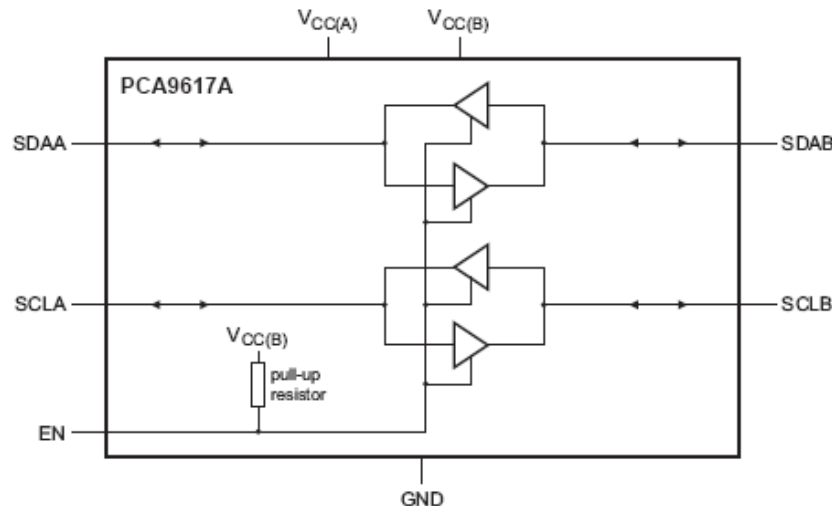 VCC(A)
VCC(B)
PCA9617A
SDAA
SDAB
SCLA
SCLB
VCC(B)
pull-up
resistor
EN
GND